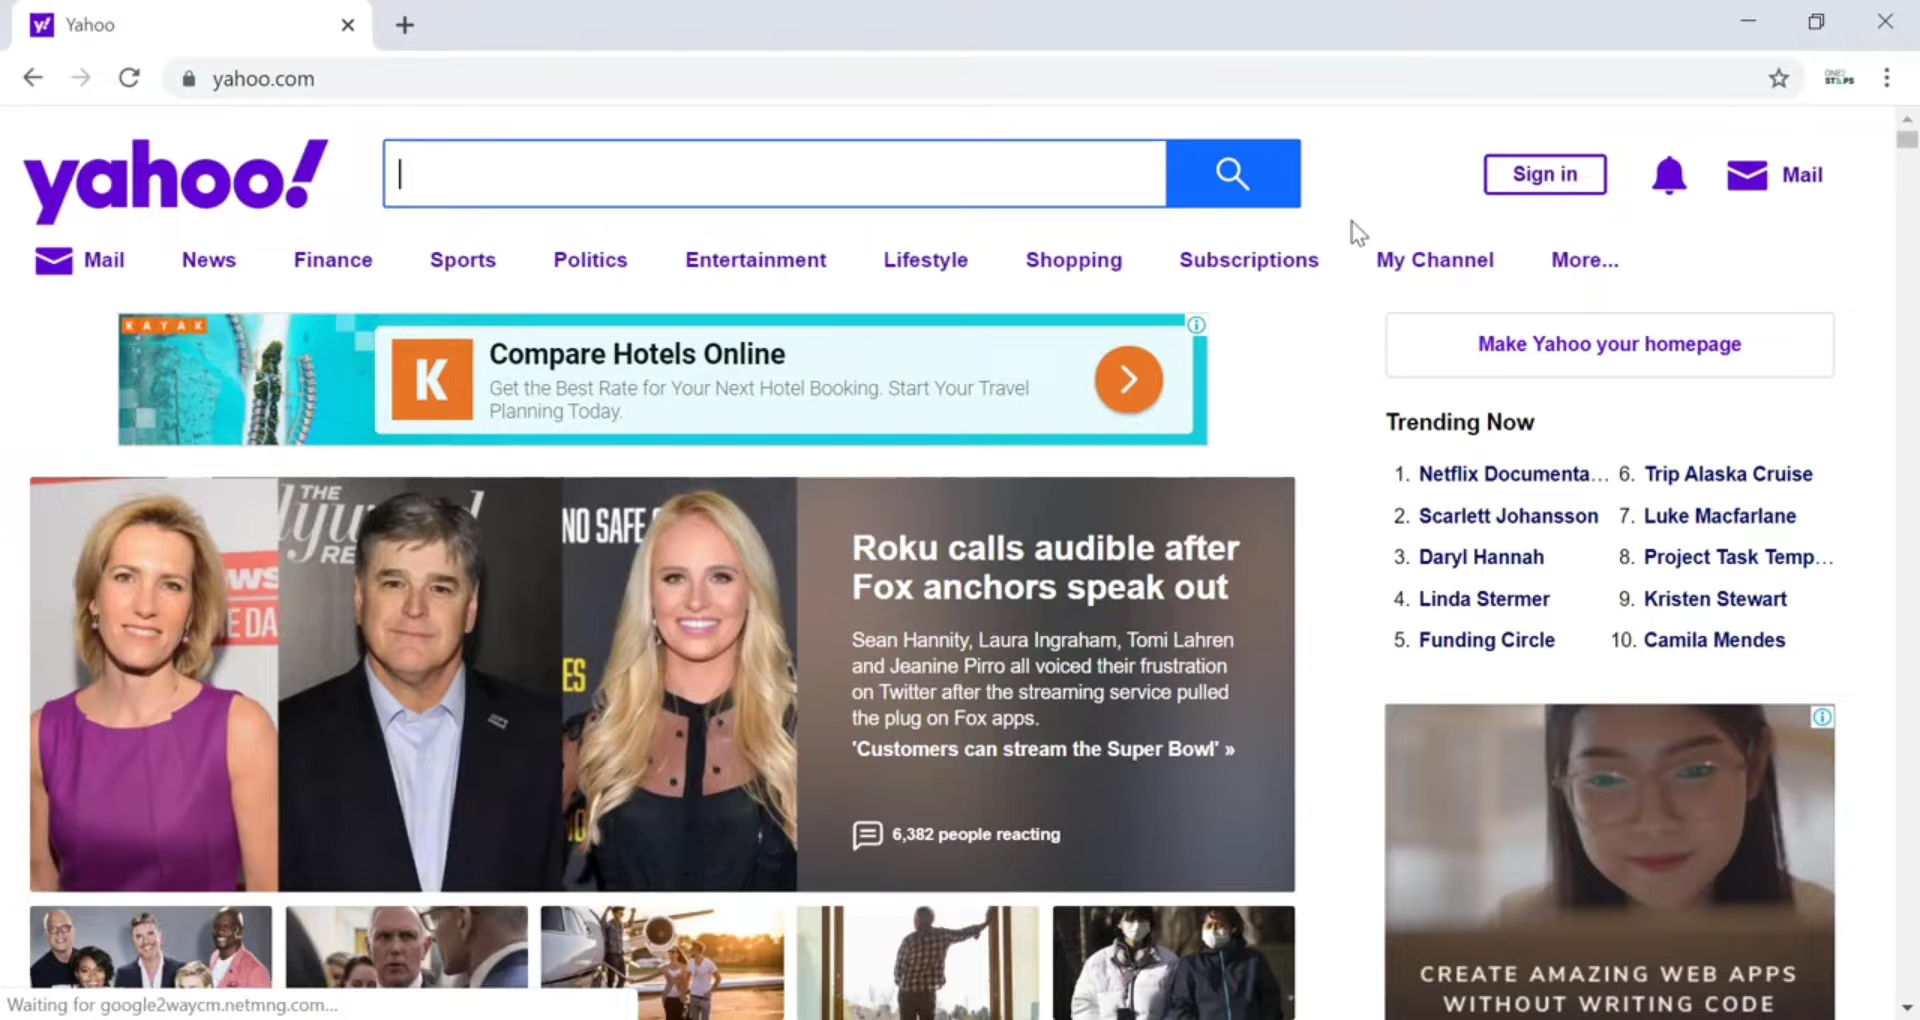 Yahoo
yahoo.com
ONE2
STEPS
yahoo!
Sign in
Mail
Mail
News
Finance
Sports
Politics
Entertainment
Lifestyle
Shopping
Subscriptions
My Channel
More...
KAYAK
K
Compare Hotels Online
Get the Best Rate for Your Next Hotel Booking. Start Your Travel
Planning Today.
Make Yahoo your homepage
Trending Now
1. Netflix Documenta...
2. Scarlett Johansson
3. Daryl Hannah
4. Linda Stermer
5. Funding Circle
6. Trip Alaska Cruise
7. Luke Macfarlane
8. Project Task Temp...
9. Kristen Stewart
10. Camila Mendes
THE
RE
NO SAFE
Roku calls audible after
Fox anchors speak out
Sean Hannity, Laura Ingraham, Tomi Lahren
and Jeanine Pirro all voiced their frustration
on Twitter after the streaming service pulled
the plug on Fox apps.
'Customers can stream the Super Bowl' »
6,382 people reacting
CREATE AMAZING WEB APPS
WITHOUT WRITING CODE
Waiting for google2waycm.netmng.com...